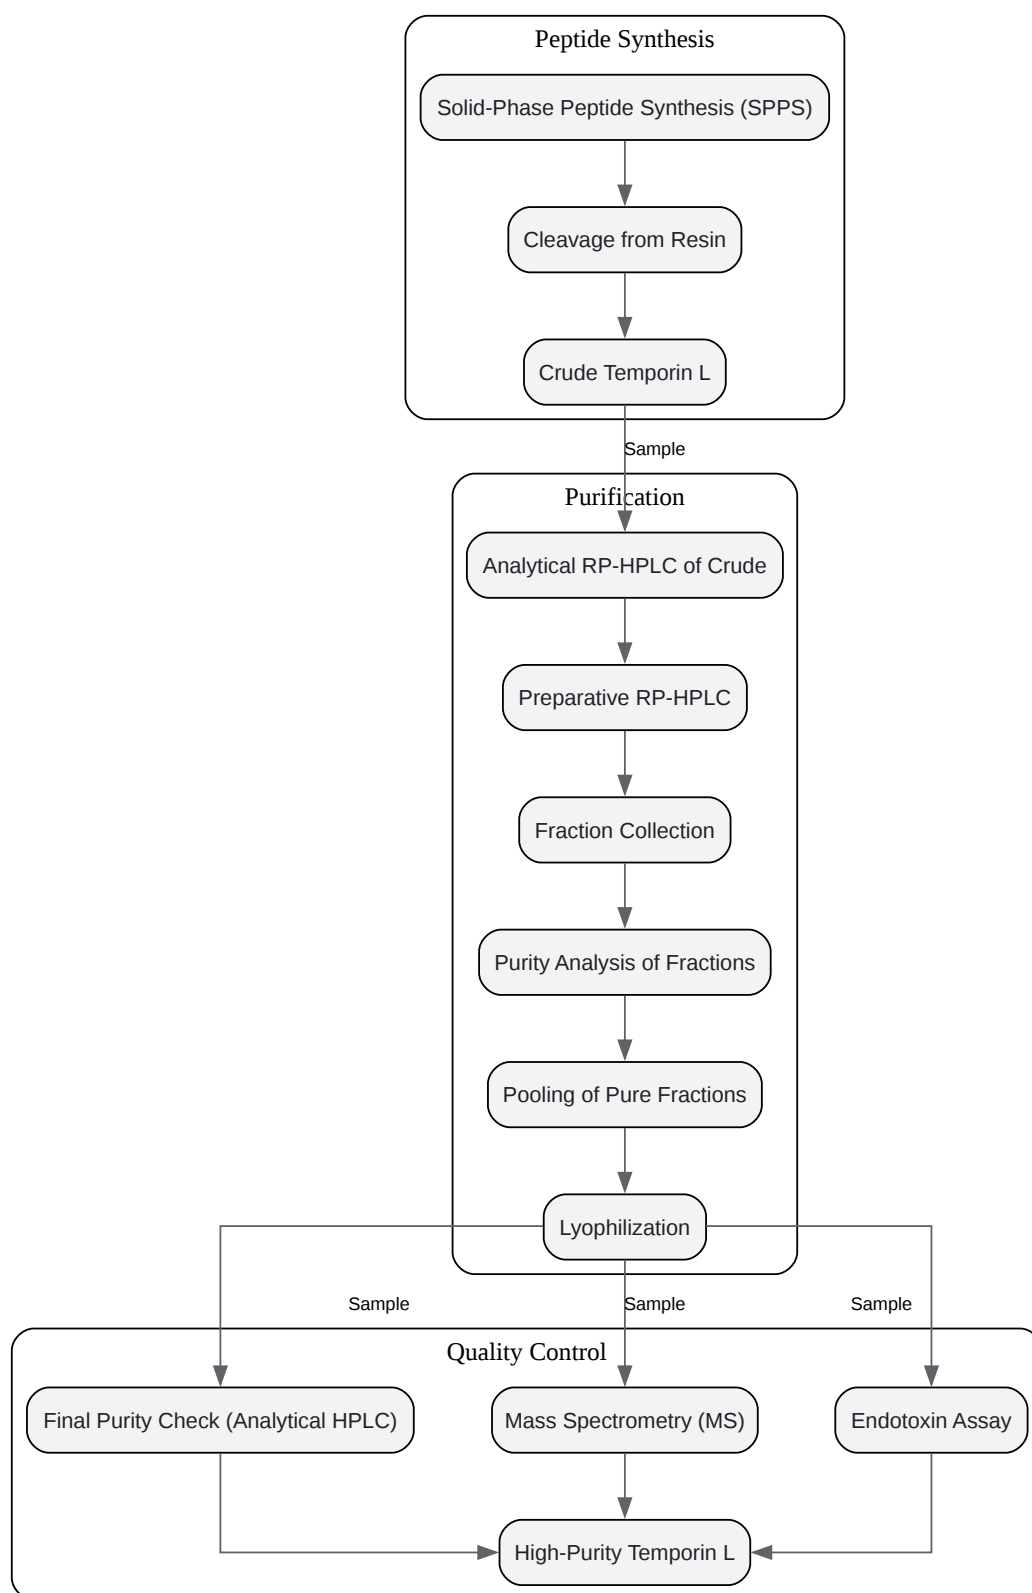 Peptide Synthesis
Solid-Phase Peptide Synthesis (SPPS)
Cleavage from Resin
Crude Temporin L
Sample
Purification
Analytical RP-HPLC of Crude
Preparative RP-HPLC
Fraction Collection
Purity Analysis of Fractions
Pooling of Pure Fractions
Lyophilization
Sample
Sample
Sample
Quality Control
Final Purity Check (Analytical HPLC)
Mass Spectrometry (MS)
Endotoxin Assay
High-Purity Temporin L